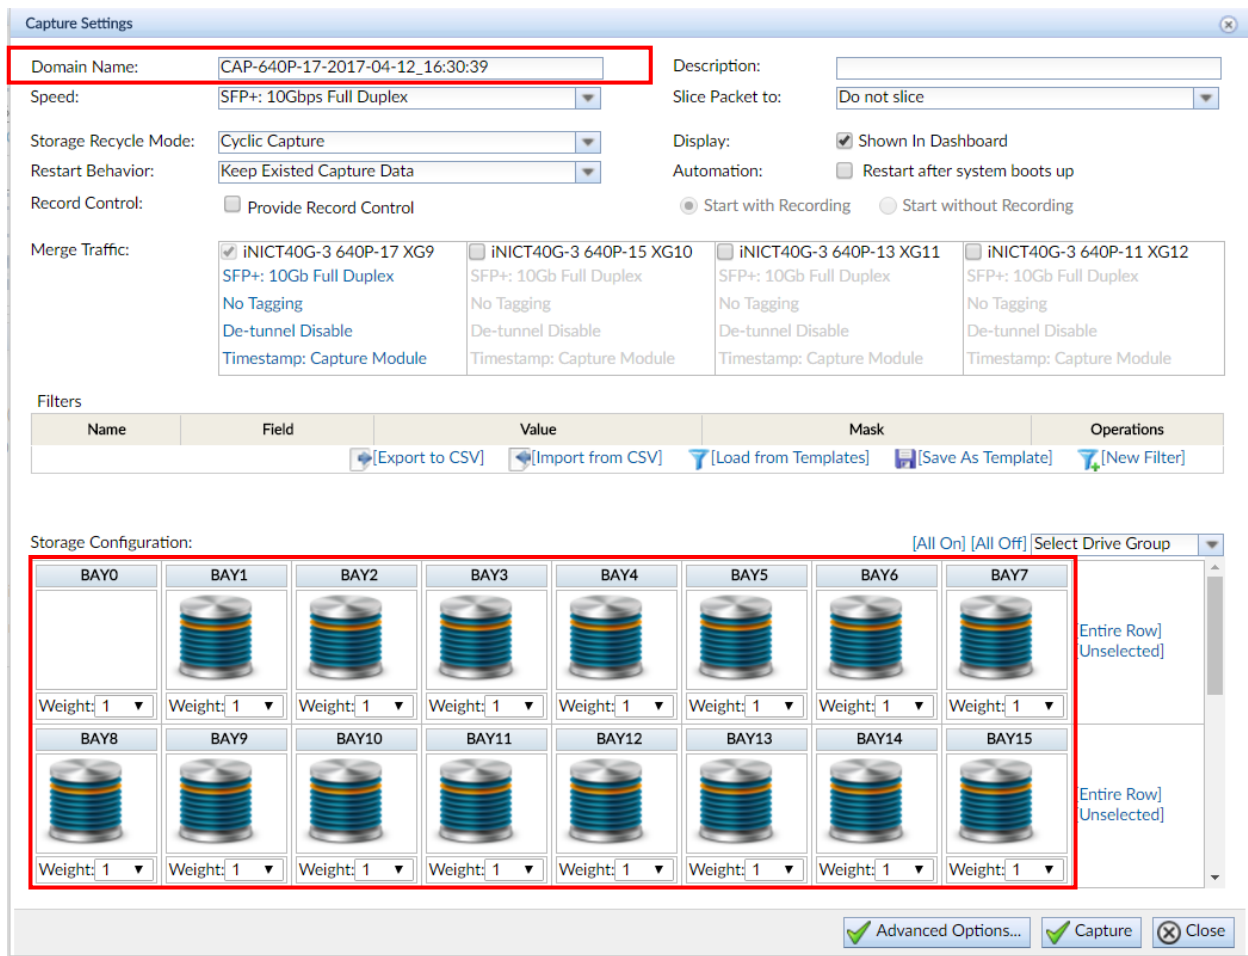 Capture Settings
Domain Name: CAP-640P-17-2017-04-12_16:30:39 Description:
Speed: SFP+: 10Gbps Full Duplex Slice Packet to: Do not slice
Storage Recycle Mode: Cyclic Capture Display: Shown In Dashboard
Restart Behavior: Keep Existed Capture Data Automation: Restart after system boots up
Record Control: Provide Record Control Start with Recording Start without Recording
Merge Traffic: iNICT40G-3 640P-17 XG9 iNICT40G-3 640P-15 XG10 iNICT40G-3 640P-13 XG11 iNICT40G-3 640P-11 XG12
SFP+: 10Gb Full Duplex SFP+: 10Gb Full Duplex SFP+: 10Gb Full Duplex SFP+: 10Gb Full Duplex
No Tagging No Tagging No Tagging No Tagging
De-tunnel Disable De-tunnel Disable De-tunnel Disable De-tunnel Disable
Timestamp: Capture Module Timestamp: Capture Module Timestamp: Capture Module Timestamp: Capture Module
Filters
Name Field Value Mask Operations
[Export to CSV] [Import from CSV] [Load from Templates] [Save As Template] [New Filter]
Storage Configuration: [All On] [All Off] Select Drive Group
BAY0 BAY1 BAY2 BAY3 BAY4 BAY5 BAY6 BAY7
[Entire Row]
[Unselected]
Weight: 1 Weight: 1 Weight: 1 Weight: 1 Weight: 1 Weight: 1 Weight: 1 Weight: 1
BAY8 BAY9 BAY10 BAY11 BAY12 BAY13 BAY14 BAY15
[Entire Row]
[Unselected]
Weight: 1 Weight: 1 Weight: 1 Weight: 1 Weight: 1 Weight: 1 Weight: 1 Weight: 1
Advanced Options... Capture Close